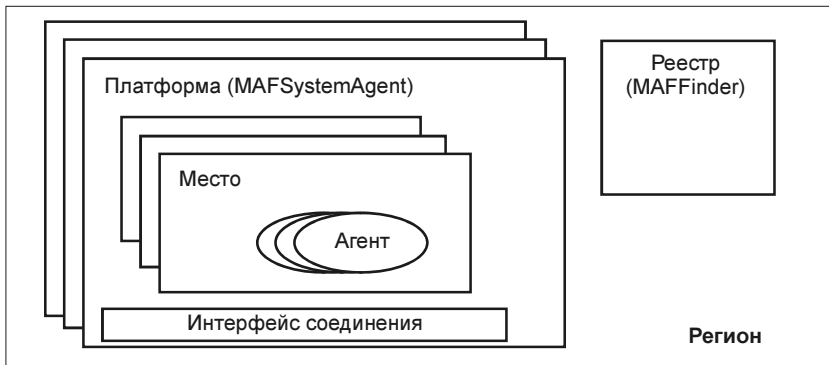 Платформа (MAFSystemAgent)
Место
Агент
Интерфейс соединения
Реестр
(MAFFinder)
Регион